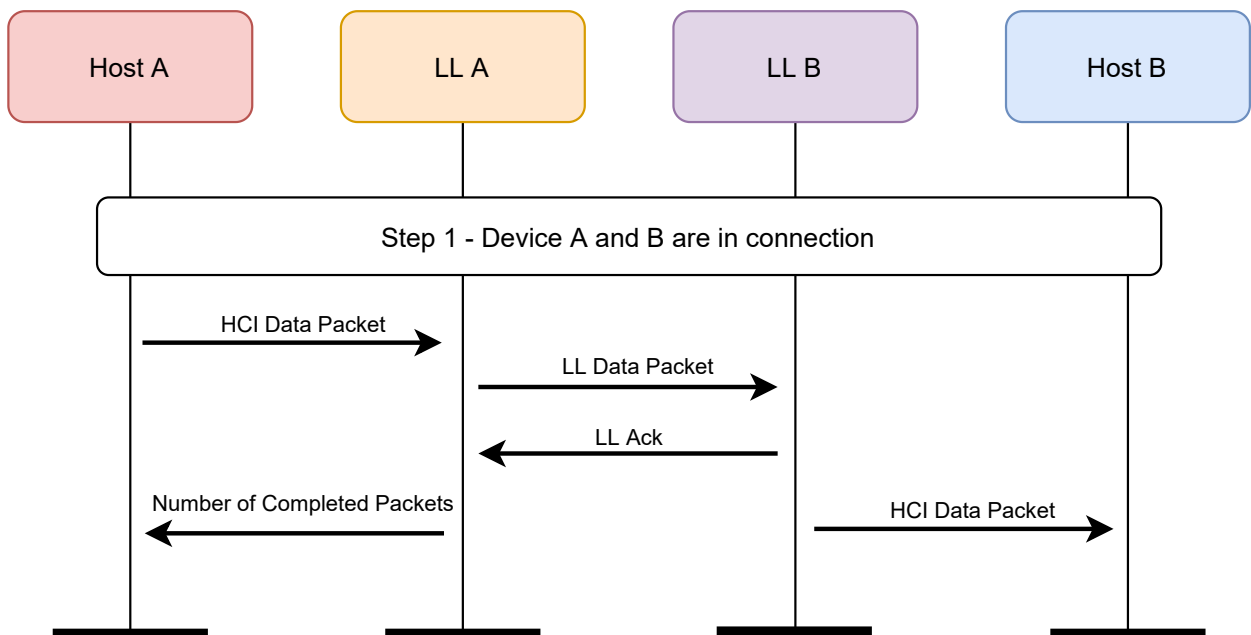 Host A
LL A
LL B
Host B
Step 1 - Device A and B are in connection
HCI Data Packet
LL Data Packet
LL Ack
Number of Completed Packets
HCI Data Packet